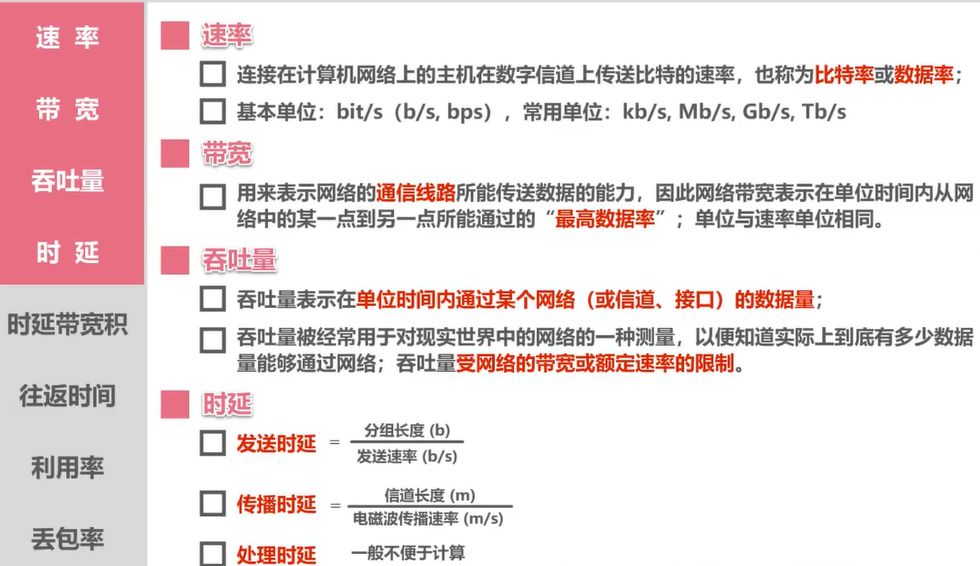 速 率
带 宽
吞吐量
时 延
时延带宽积
往返时间
利用率
丢包率
速率
连接在计算机网络上的主机在数字信道上传送比特的速率，也称为比特率或数据率；
基本单位：bit/s（b/s, bps），常用单位：kb/s, Mb/s, Gb/s, Tb/s
带宽
用来表示网络的通信线路所能传送数据的能力，因此网络带宽表示在单位时间内从网
络中的某一点到另一点所能通过的“最高数据率”；单位与速率单位相同。
吞吐量
吞吐量表示在单位时间内通过某个网络（或信道、接口）的数据量；
吞吐量被经常用于对现实世界中的网络的一种测量，以便知道实际上到底有多少数据
量能够通过网络；吞吐量受网络的带宽或额定速率的限制。
时延
发送时延 =
分组长度 (b)
发送速率 (b/s)
传播时延 =
信道长度 (m)
电磁波传播速率 (m/s)
处理时延 一般不便于计算